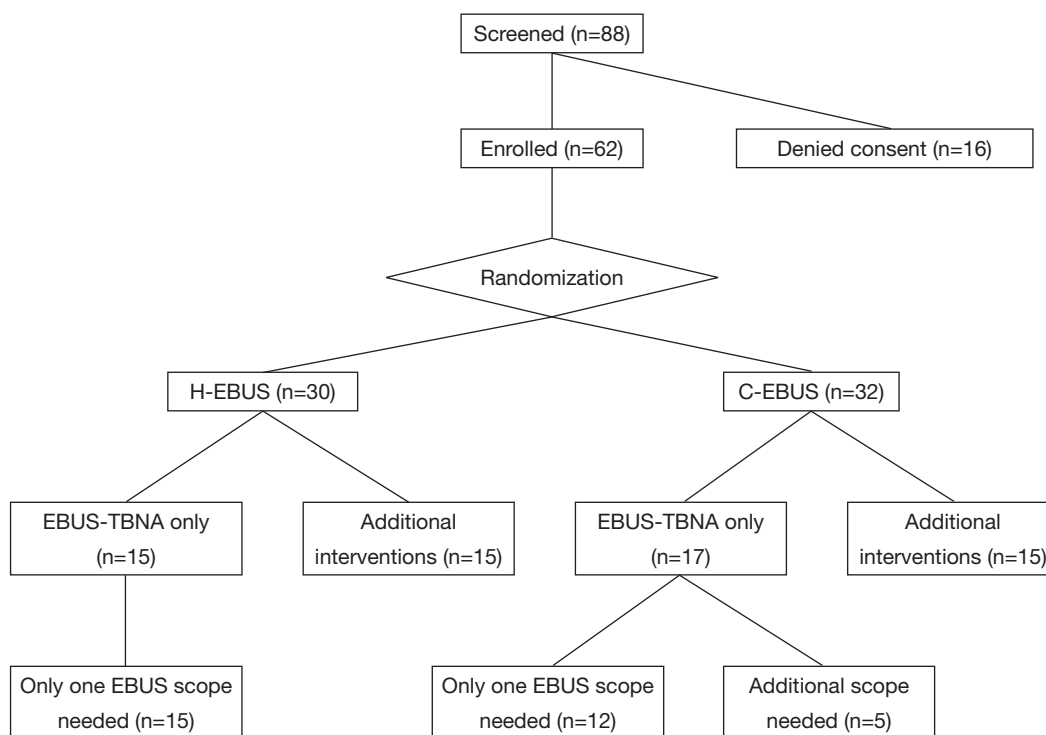 Screened (n=88)
Enrolled (n=62)
Denied consent (n=16)
Randomization
H-EBUS (n=30)
C-EBUS (n=32)
EBUS-TBNA only
(n=15)
Additional
interventions (n=15)
EBUS-TBNA only
(n=17)
Additional
interventions (n=15)
Only one EBUS scope
needed (n=15)
Only one EBUS scope
needed (n=12)
Additional scope
needed (n=5)